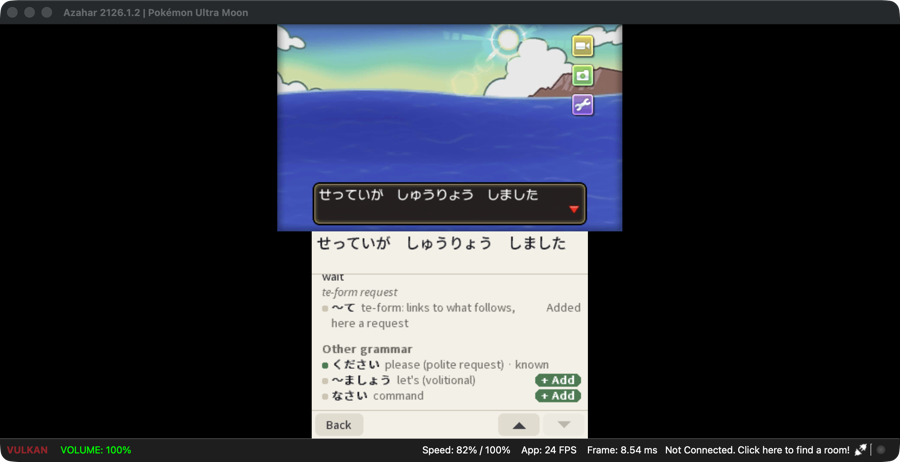 Azahar 2126.1.2 | Pokémon Ultra Moon
せっていが　しゅうりょう　しました
せっていが　しゅうりょう　しました
wait
te-form request
～て te-form: links to what follows, here a request Added
Other grammar
ください please (polite request) · known
～ましょう let's (volitional) + Add
なさい command + Add
Back
VULKAN VOLUME: 100% Speed: 82% / 100% App: 24 FPS Frame: 8.54 ms Not Connected. Click here to find a room!